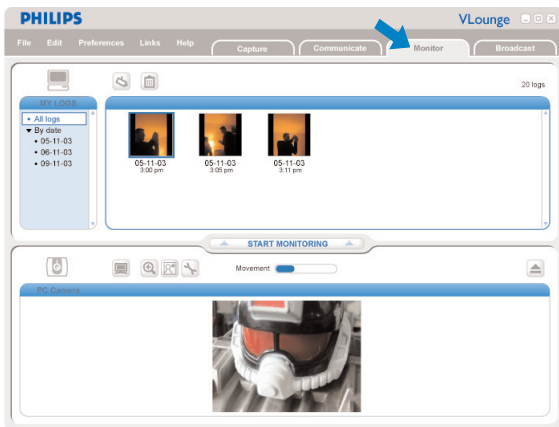 PHILIPS
VLounge
File Edit Preferences Links Help
Capture Communicate Monitor Broadcast
20 logs
MY LOGS
All logs
By date
05-11-03
06-11-03
09-11-03
05-11-03 05-11-03 05-11-03
3:00 pm 3:05 pm 3:11 pm
START MONITORING
Movement
PC Camera